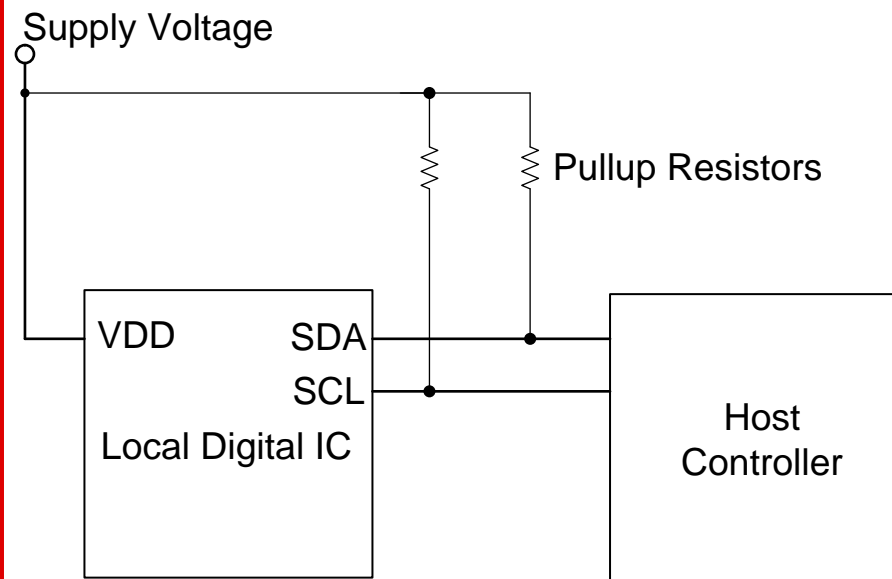 Supply Voltage
Pullup Resistors
VDD
SDA
SCL
Local Digital IC
Host
Controller